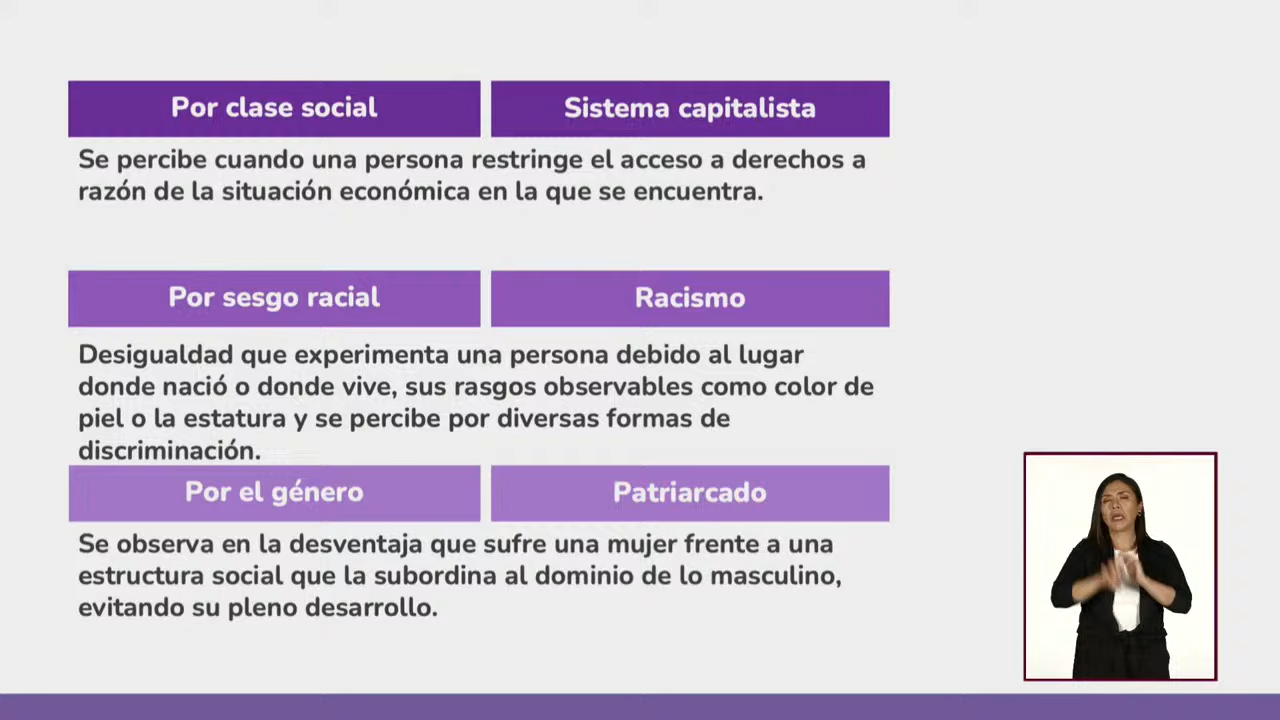 Por clase social
Sistema capitalista
Se percibe cuando una persona restringe el acceso a derechos a
razón de la situación económica en la que se encuentra.
Por sesgo racial
Racismo
Desigualdad que experimenta una persona debido al lugar
donde nació o donde vive, sus rasgos observables como color de
piel o la estatura y se percibe por diversas formas de
discriminación.
Por el género
Patriarcado
Se observa en la desventaja que sufre una mujer frente a una
estructura social que la subordina al dominio de lo masculino,
evitando su pleno desarrollo.